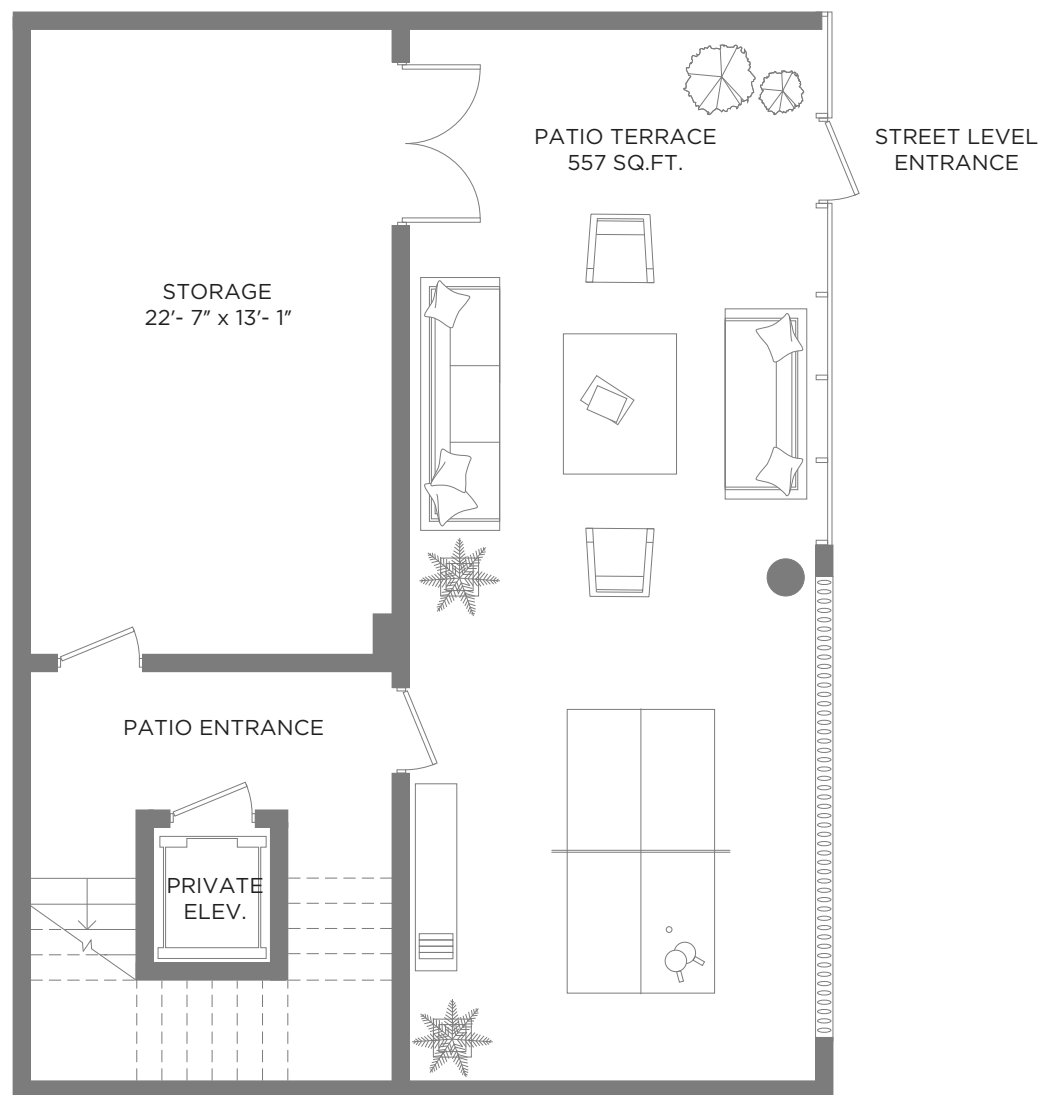 PATIO TERRACE
557 SQ.FT.
STREET LEVEL
ENTRANCE
STORAGE
22'- 7" x 13'- 1"
PATIO ENTRANCE
PRIVATE
ELEV.